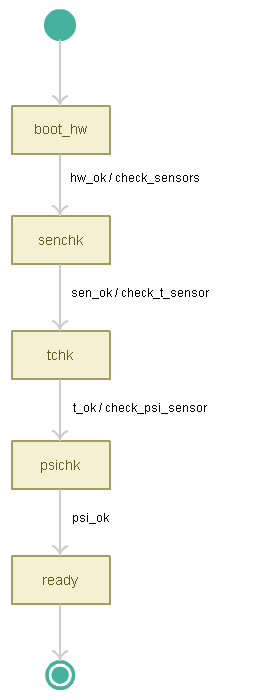 boot_hw
hw_ok / check_sensors
senchk
sen_ok / check_t_sensor
tchk
t_ok / check_psi_sensor
psichk
psi_ok
ready